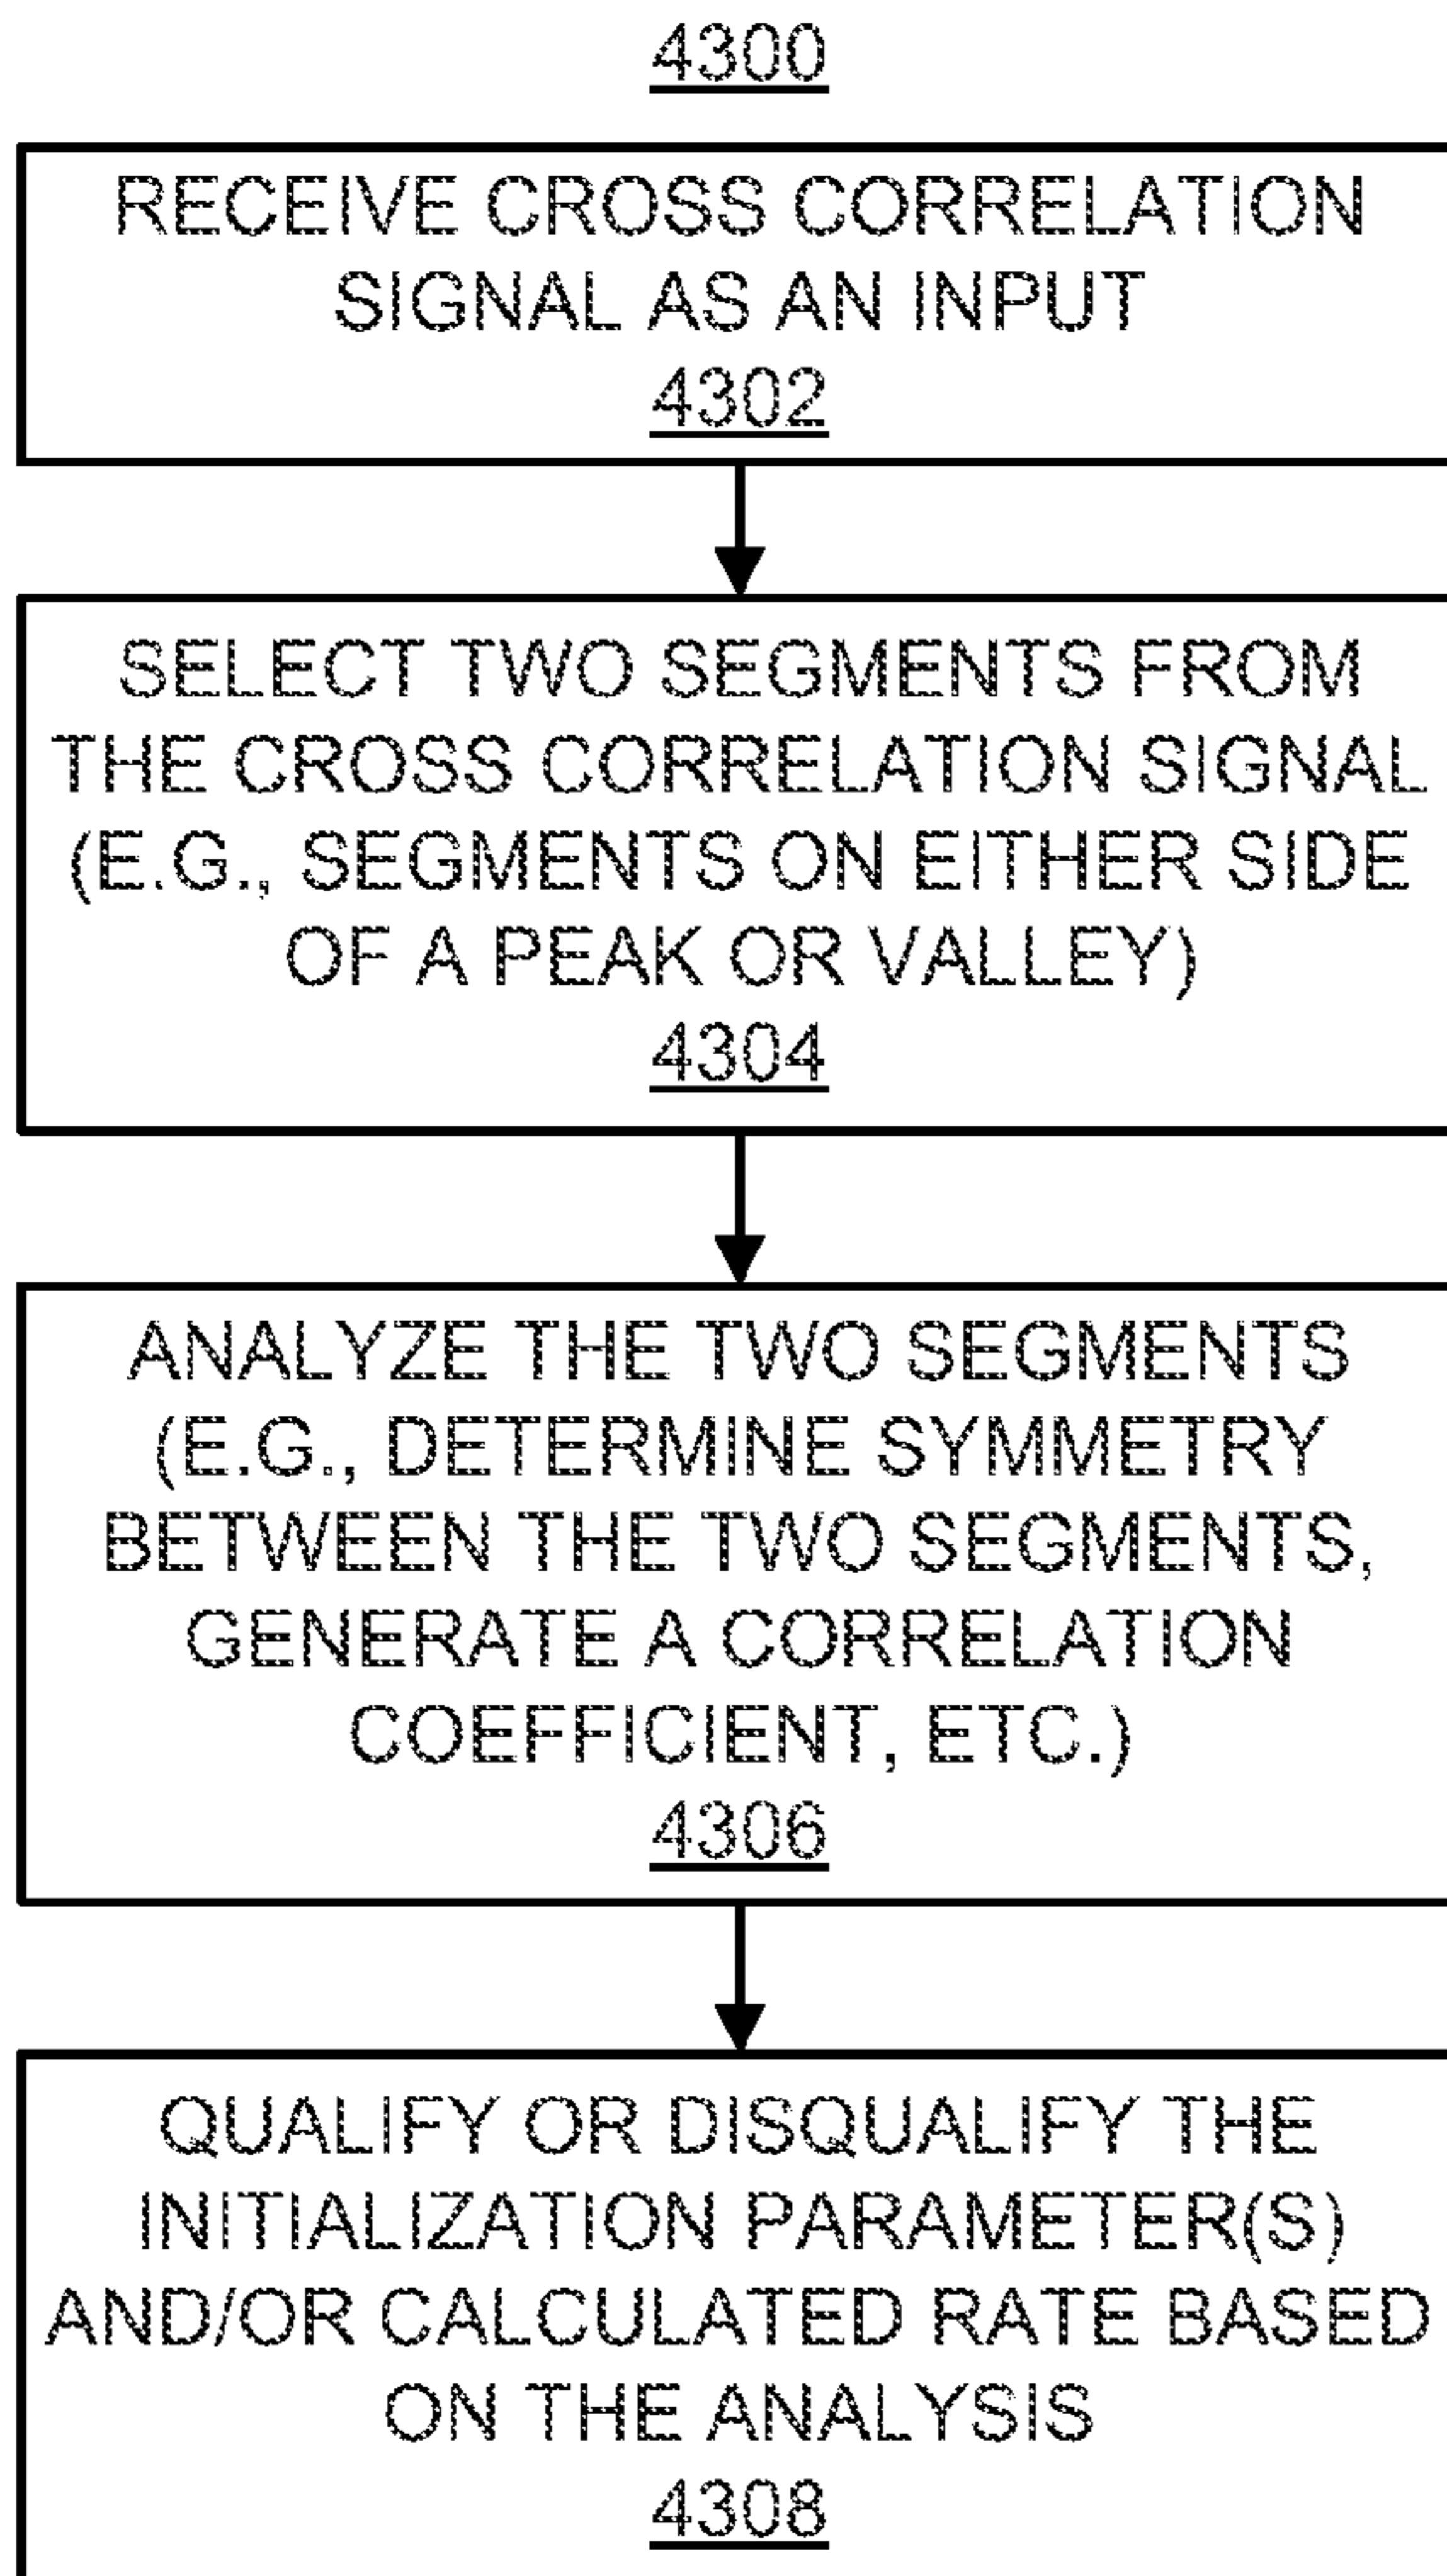 4300
RECEIVE CROSS CORRELATION
SIGNAL AS AN INPUT
4302
SELECT TWO SEGMENTS FROM
THE CROSS CORRELATION SIGNAL
(E.G., SEGMENTS ON EITHER SIDE
OF A PEAK OR VALLEY)
4304
ANALYZE THE TWO SEGMENTS
(E.G., DETERMINE SYMMETRY
BETWEEN THE TWO SEGMENTS,
GENERATE A CORRELATION
COEFFICIENT, ETC.)
4306
QUALIFY OR DISQUALIFY THE
INITIALIZATION PARAMETER(S)
AND/OR CALCULATED RATE BASED
ON THE ANALYSIS
4308